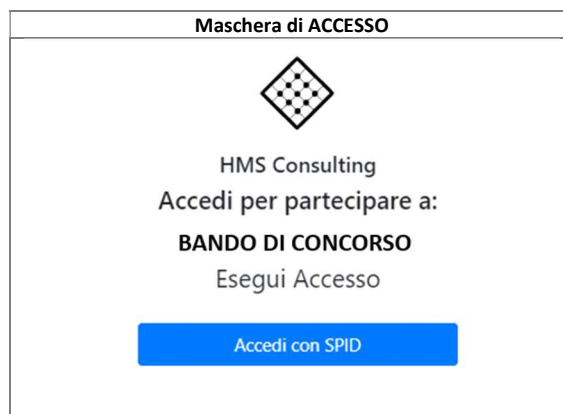 Maschera di ACCESSO
HMS Consulting
Accedi per partecipare a:
BANDO DI CONCORSO
Esegui Accesso
Accedi con SPID